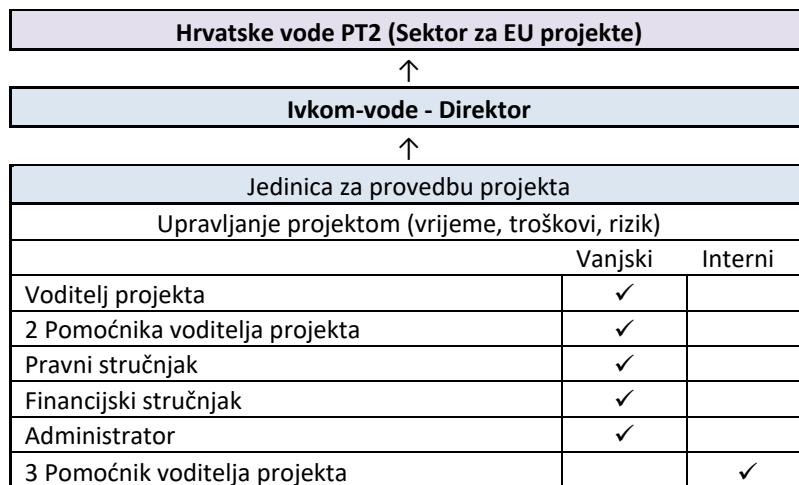 Hrvatske vode PT2 (Sektor za EU projekte)
↑
Ivkom-vode - Direktor
↑
Jedinica za provedbu projekta
Upravljanje projektom (vrijeme, troškovi, rizik)
Vanjski Interni
Voditelj projekta ✓
2 Pomoćnika voditelja projekta ✓
Pravni stručnjak ✓
Financijski stručnjak ✓
Administrator ✓
3 Pomoćnik voditelja projekta ✓